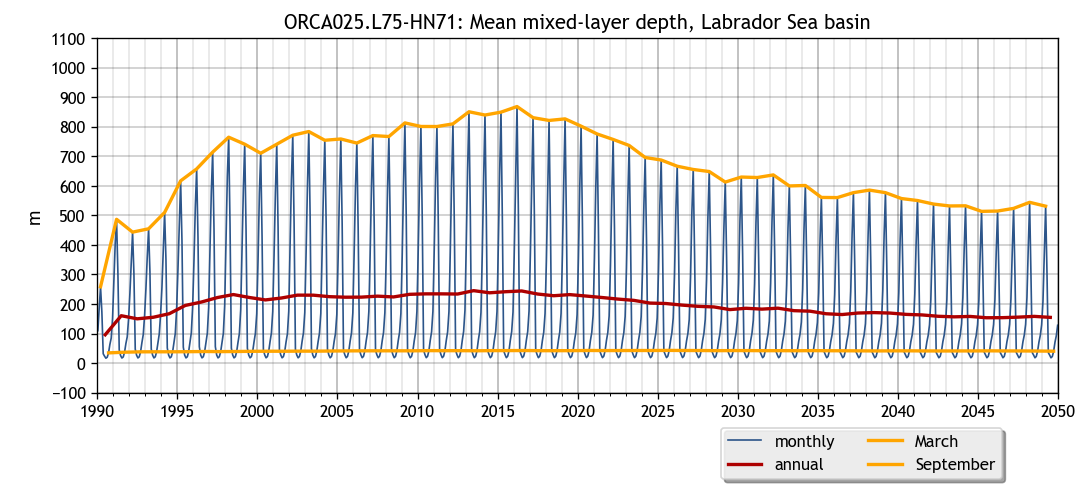 ORCA025.L75-HN71: Mean mixed-layer depth, Labrador Sea basin
1100
1000
900
800
700
600
500
400
300
200
100
0
−100
m
1990 1995 2000 2005 2010 2015 2020 2025 2030 2035 2040 2045 2050
monthly March
annual September